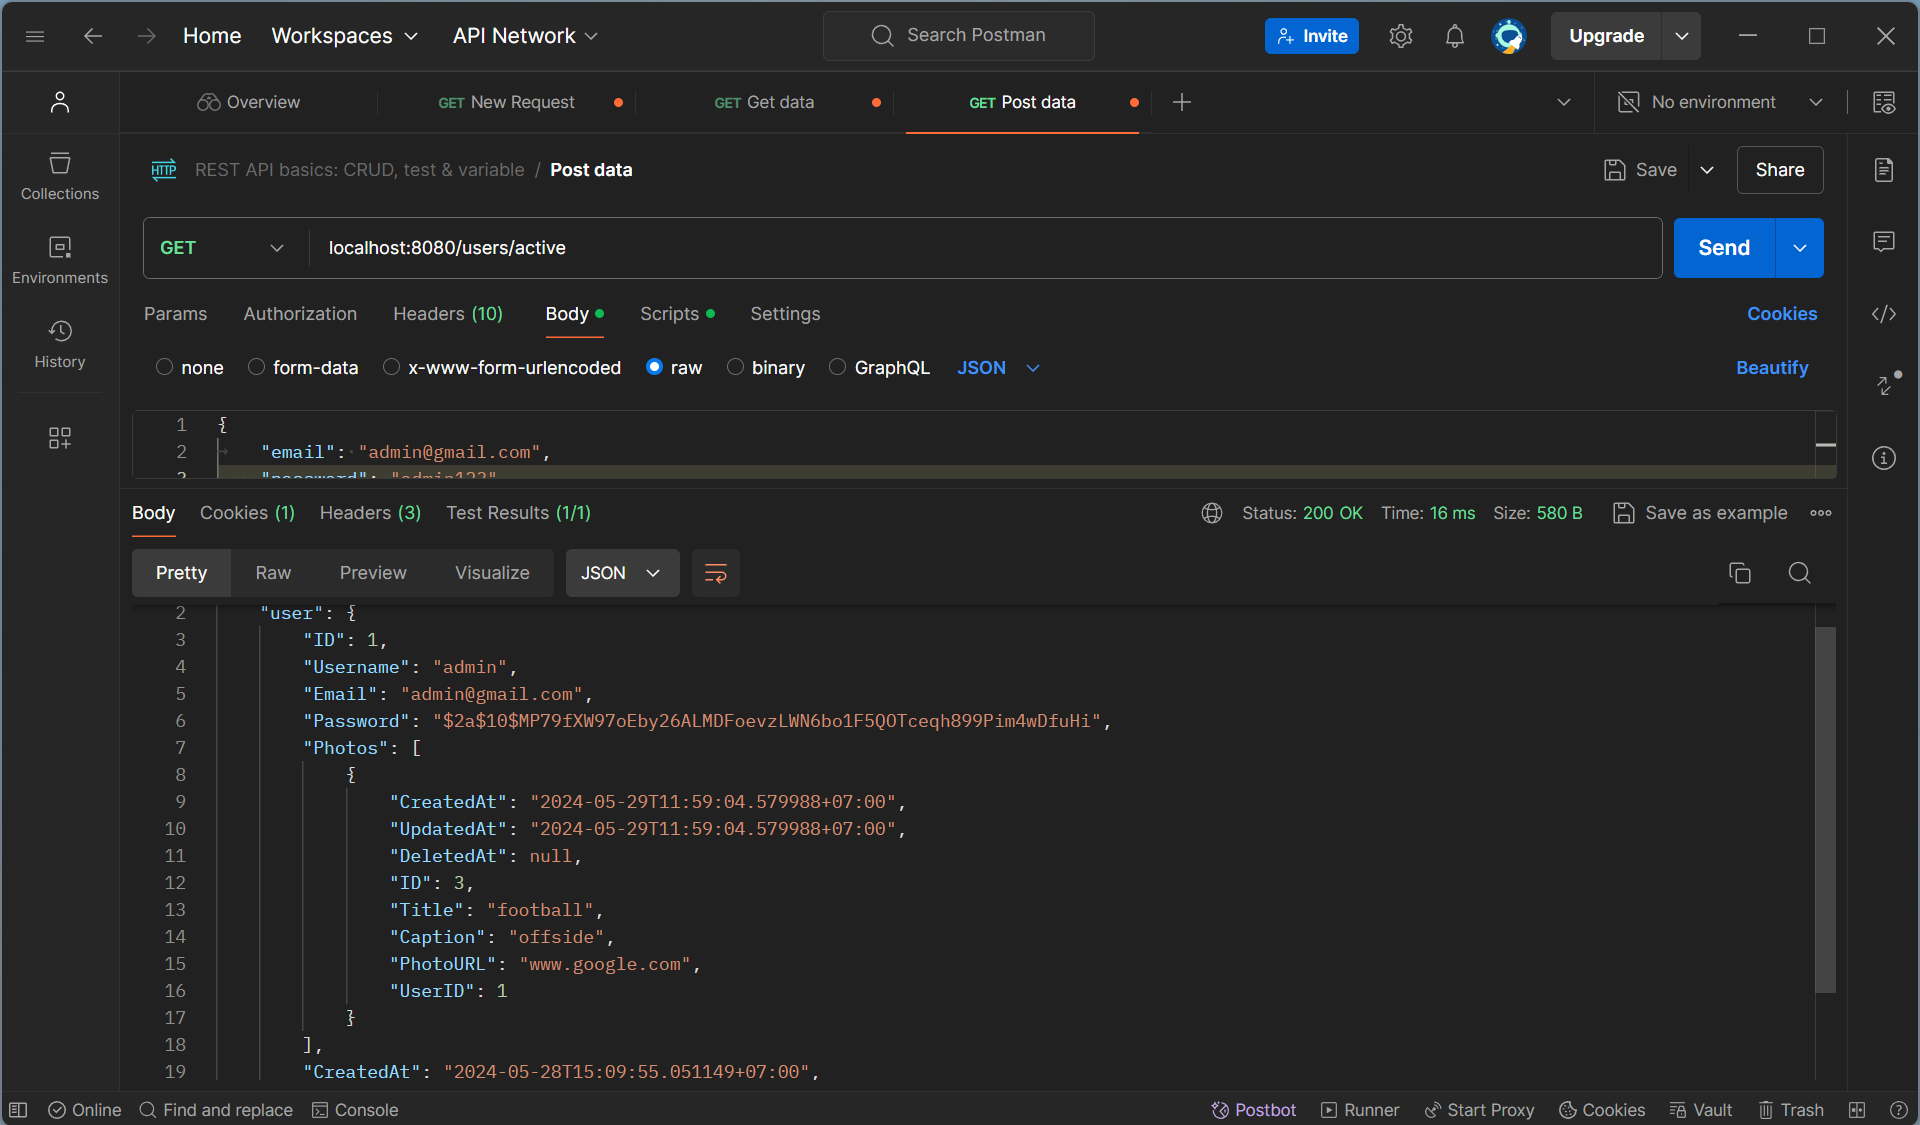 Home Workspaces API Network Search Postman Invite Upgrade
Overview GET New Request GET Get data GET Post data No environment
HTTP REST API basics: CRUD, test & variable / Post data Save Share
Collections
GET localhost:8080/users/active Send
Environments
Params Authorization Headers (10) Body Scripts Settings Cookies
History
none form-data x-www-form-urlencoded raw binary GraphQL JSON Beautify
1 {
2 "email": "admin@gmail.com",
3 "password": "admin123"
Body Cookies (1) Headers (3) Test Results (1/1) Status: 200 OK Time: 16 ms Size: 580 B Save as example
Pretty Raw Preview Visualize JSON
2 "user": {
3 "ID": 1,
4 "Username": "admin",
5 "Email": "admin@gmail.com",
6 "Password": "$2a$10$MP79fXW97oEby26ALMDFoevzLWN6bo1F5QOTceqh899Pim4wDfuHi",
7 "Photos": [
8 {
9 "CreatedAt": "2024-05-29T11:59:04.579988+07:00",
10 "UpdatedAt": "2024-05-29T11:59:04.579988+07:00",
11 "DeletedAt": null,
12 "ID": 3,
13 "Title": "football",
14 "Caption": "offside",
15 "PhotoURL": "www.google.com",
16 "UserID": 1
17 }
18 ],
19 "CreatedAt": "2024-05-28T15:09:55.051149+07:00",
Online Find and replace Console Postbot Runner Start Proxy Cookies Vault Trash